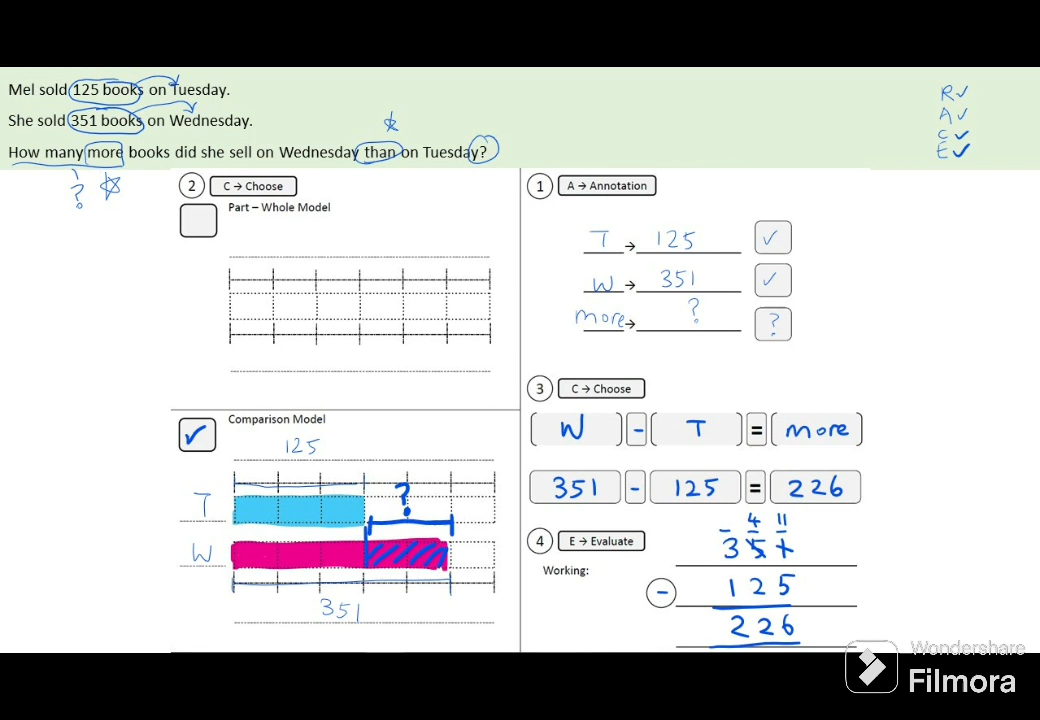 Mel sold 125 books on Tuesday.
She sold 351 books on Wednesday.
How many more books did she sell on Wednesday than on Tuesday?
?
R✓
A✓
C✓
E✓
2 C → Choose
Part – Whole Model
✓ Comparison Model
125
T ?
W
351
1 A → Annotation
T → 125 ✓
W → 351 ✓
more → ? ?
3 C → Choose
W - T = more
351 - 125 = 226
4 E → Evaluate
Working:
- 4 11
351
- 125
226
Wondershare
Filmora